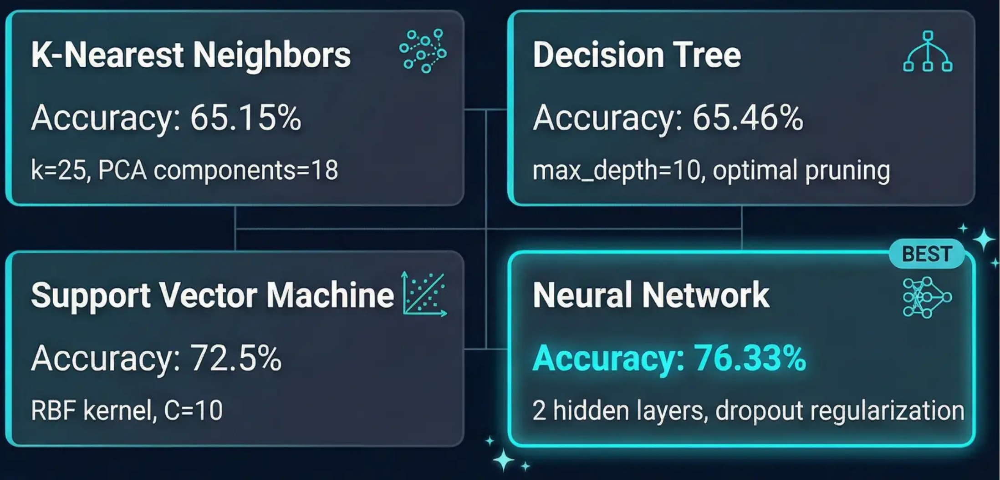 K-Nearest Neighbors
Accuracy: 65.15%
k=25, PCA components=18
Decision Tree
Accuracy: 65.46%
max_depth=10, optimal pruning
Support Vector Machine
Accuracy: 72.5%
RBF kernel, C=10
BEST
Neural Network
Accuracy: 76.33%
2 hidden layers, dropout regularization